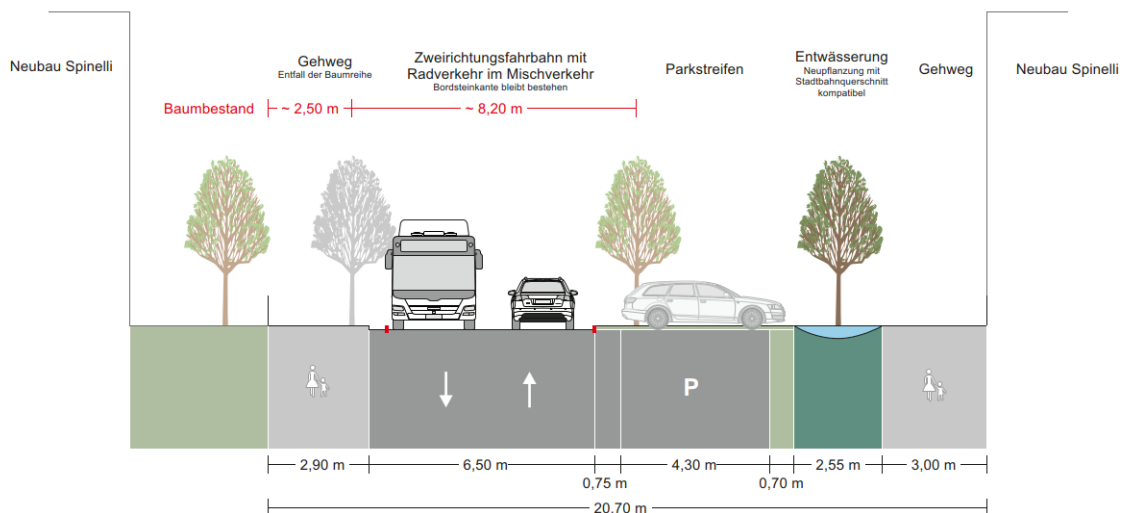 Neubau Spinelli
Gehweg
Entfall der Baumreihe
Zweirichtungsfahrbahn mit
Radverkehr im Mischverkehr
Bordsteinkante bleibt bestehen
Parkstreifen
Entwässerung
Neupflanzung mit
Stadtbahnquerschnitt
kompatibel
Gehweg
Neubau Spinelli
Baumbestand
~ 2,50 m
~ 8,20 m
P
2,90 m
6,50 m
0,75 m
4,30 m
0,70 m
2,55 m
3,00 m
20,70 m